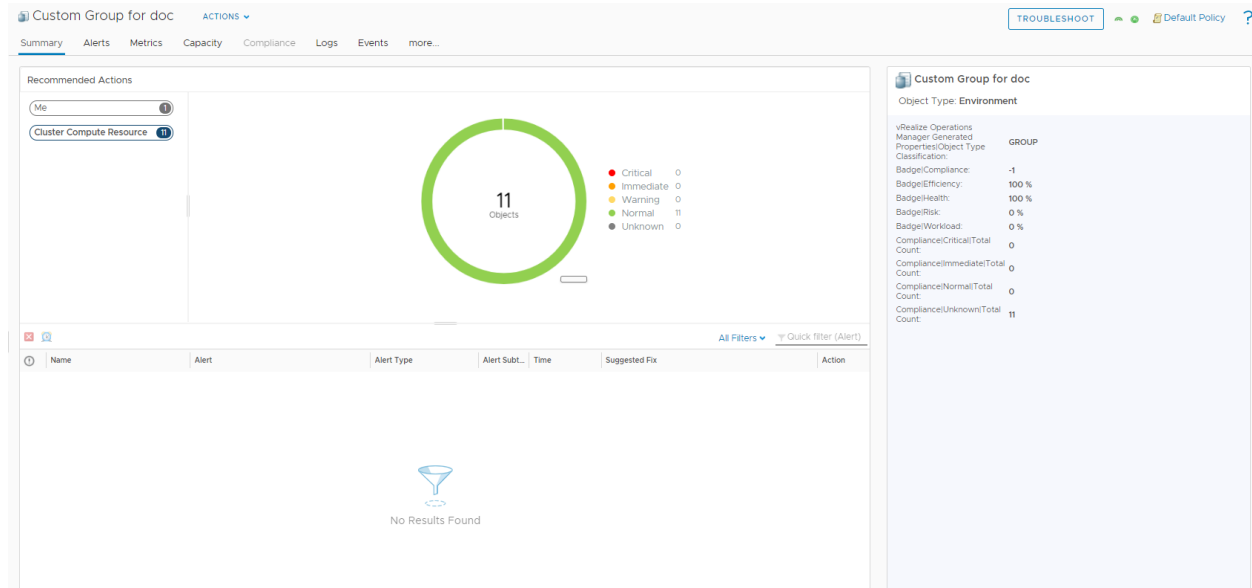 Custom Group for doc ACTIONS
TROUBLESHOOT Default Policy ?
Summary Alerts Metrics Capacity Compliance Logs Events more...
Recommended Actions
Me 1
Cluster Compute Resource 11
11
Objects
Critical 0
Immediate 0
Warning 0
Normal 11
Unknown 0
All Filters Quick filter (Alert)
Name Alert Alert Type Alert Subt... Time Suggested Fix Action
No Results Found
Custom Group for doc
Object Type: Environment
vRealize Operations
Manager Generated
Properties|Object Type
Classification: GROUP
Badge|Compliance: -1
Badge|Efficiency: 100 %
Badge|Health: 100 %
Badge|Risk: 0 %
Badge|Workload: 0 %
Compliance|Critical|Total
Count: 0
Compliance|Immediate|Total
Count: 0
Compliance|Normal|Total
Count: 0
Compliance|Unknown|Total
Count: 11